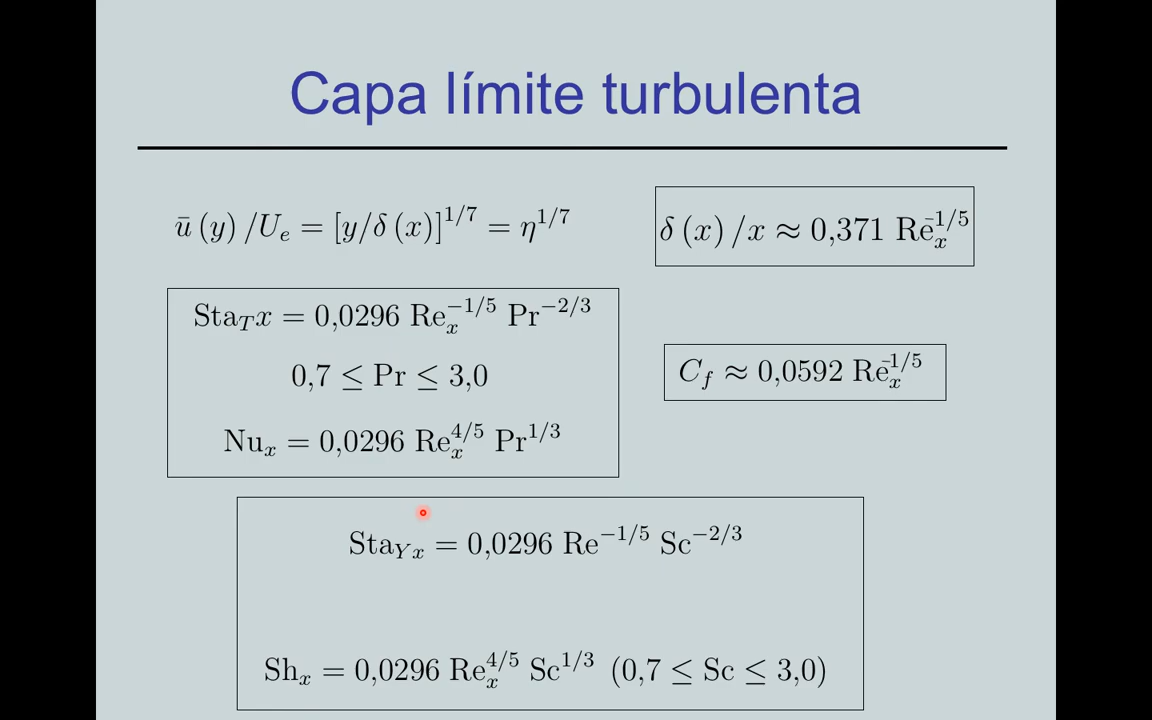 Capa límite turbulenta
ū (y) /U_e = [y/δ (x)]^{1/7} = η^{1/7}
δ (x) /x ≈ 0,371 Re_x^{-1/5}
Sta_T x = 0,0296 Re_x^{−1/5} Pr^{−2/3}
0,7 ≤ Pr ≤ 3,0
Nu_x = 0,0296 Re_x^{4/5} Pr^{1/3}
C_f ≈ 0,0592 Re_x^{-1/5}
Sta_{Y x} = 0,0296 Re^{−1/5} Sc^{−2/3}
Sh_x = 0,0296 Re_x^{4/5} Sc^{1/3} (0,7 ≤ Sc ≤ 3,0)